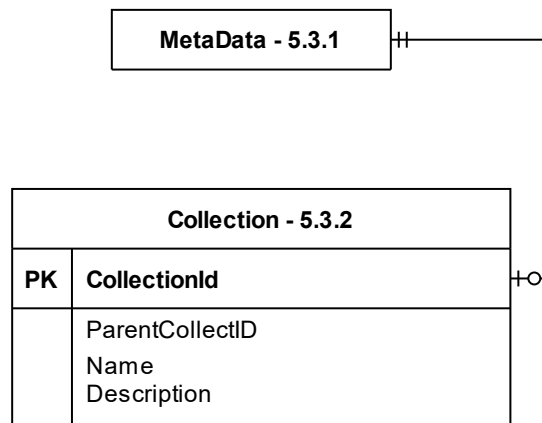 MetaData - 5.3.1
Collection - 5.3.2
PK CollectionId
ParentCollectID
Name
Description